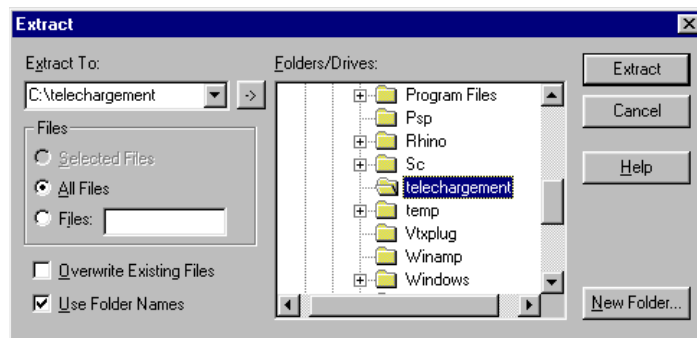 Extract
Extract To:
C:\telechargement
->
Files
Selected Files
All Files
Files:
Overwrite Existing Files
Use Folder Names
Folders/Drives:
Program Files
Psp
Rhino
Sc
telechargement
temp
Vtxplug
Winamp
Windows
Extract
Cancel
Help
New Folder...